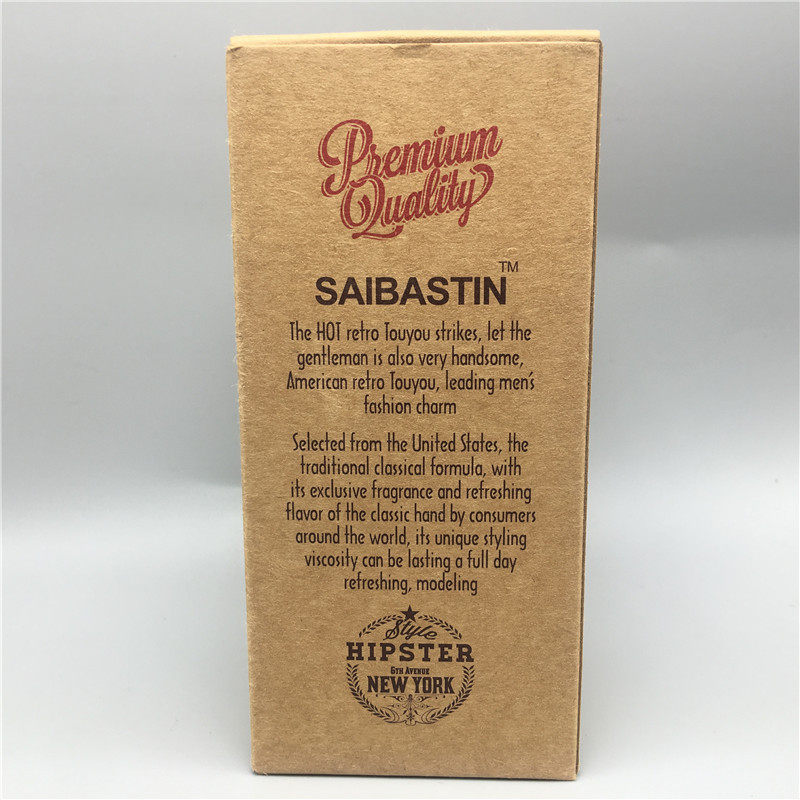 Premium
Quality
SAIBASTIN™
The HOT retro Touyou strikes, let the
gentleman is also very handsome,
American retro Touyou, leading men's
fashion charm
Selected from the United States, the
traditional classical formula, with
its exclusive fragrance and refreshing
flavor of the classic hand by consumers
around the world, its unique styling
viscosity can be lasting a full day
refreshing, modeling
Style
HIPSTER
6TH AVENUE
NEW YORK